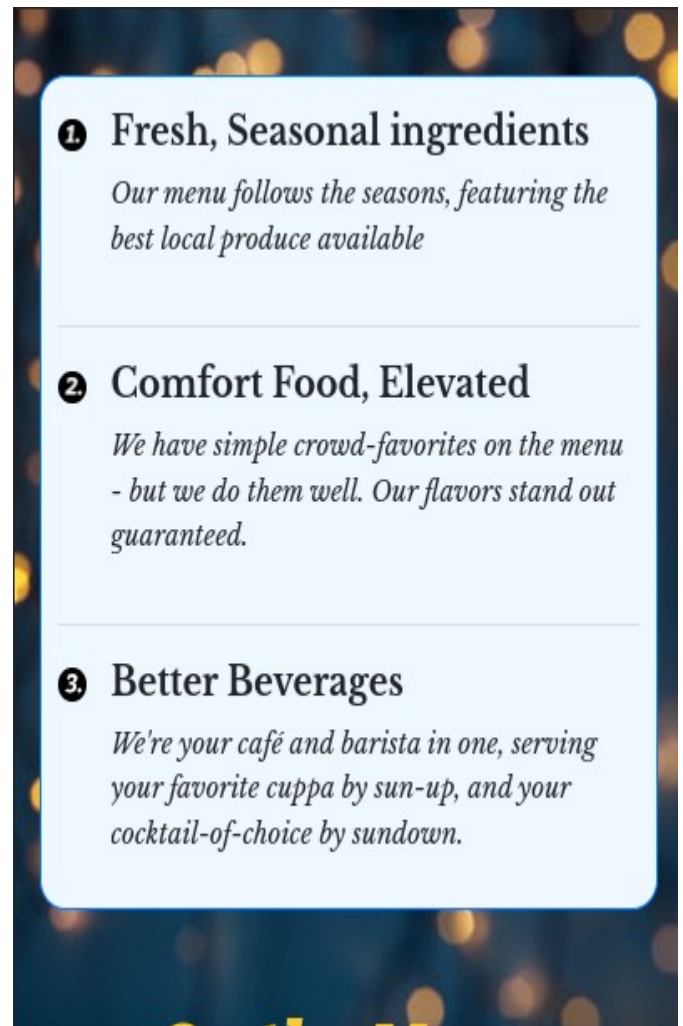 1. Fresh, Seasonal ingredients
Our menu follows the seasons, featuring the
best local produce available
2. Comfort Food, Elevated
We have simple crowd-favorites on the menu
- but we do them well. Our flavors stand out
guaranteed.
3. Better Beverages
We're your café and barista in one, serving
your favorite cuppa by sun-up, and your
cocktail-of-choice by sundown.